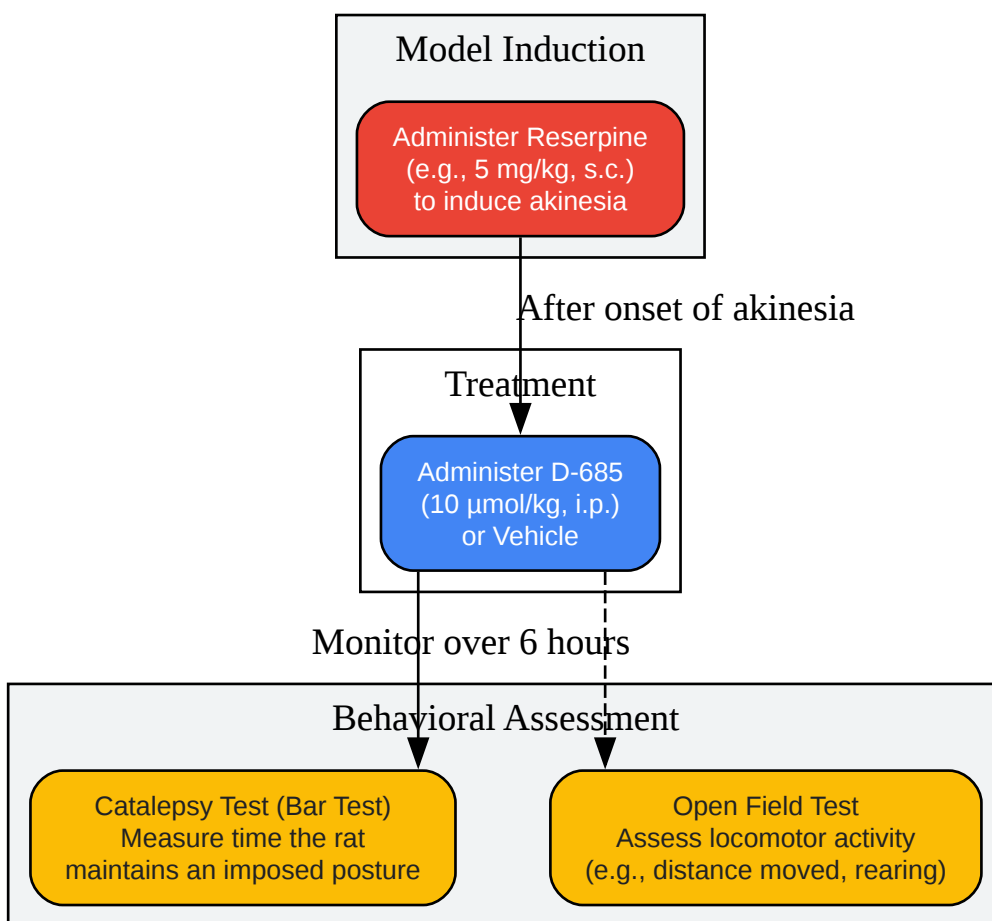 Model Induction
Administer Reserpine
(e.g., 5 mg/kg, s.c.)
to induce akinesia
After onset of akinesia
Treatment
Administer D-685
(10 µmol/kg, i.p.)
or Vehicle
Monitor over 6 hours
Behavioral Assessment
Catalepsy Test (Bar Test)
Measure time the rat
maintains an imposed posture
Open Field Test
Assess locomotor activity
(e.g., distance moved, rearing)